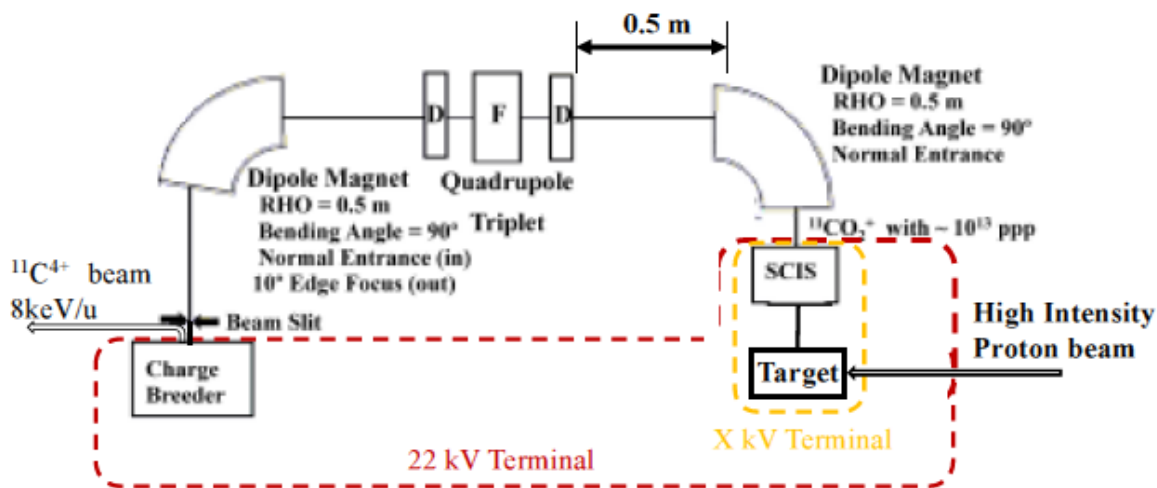 0.5 m
Dipole Magnet
RHO = 0.5 m
Bending Angle = 90°
Normal Entrance
D
F
D
Dipole Magnet
RHO = 0.5 m
Bending Angle = 90°
Normal Entrance (in)
10° Edge Focus (out)
Quadrupole
Triplet
¹¹CO₂⁺ with ~ 10¹³ ppp
SCIS
¹¹C⁴⁺ beam
8keV/u
Beam Slit
High Intensity
Proton beam
Charge
Breeder
Target
X kV Terminal
22 kV Terminal